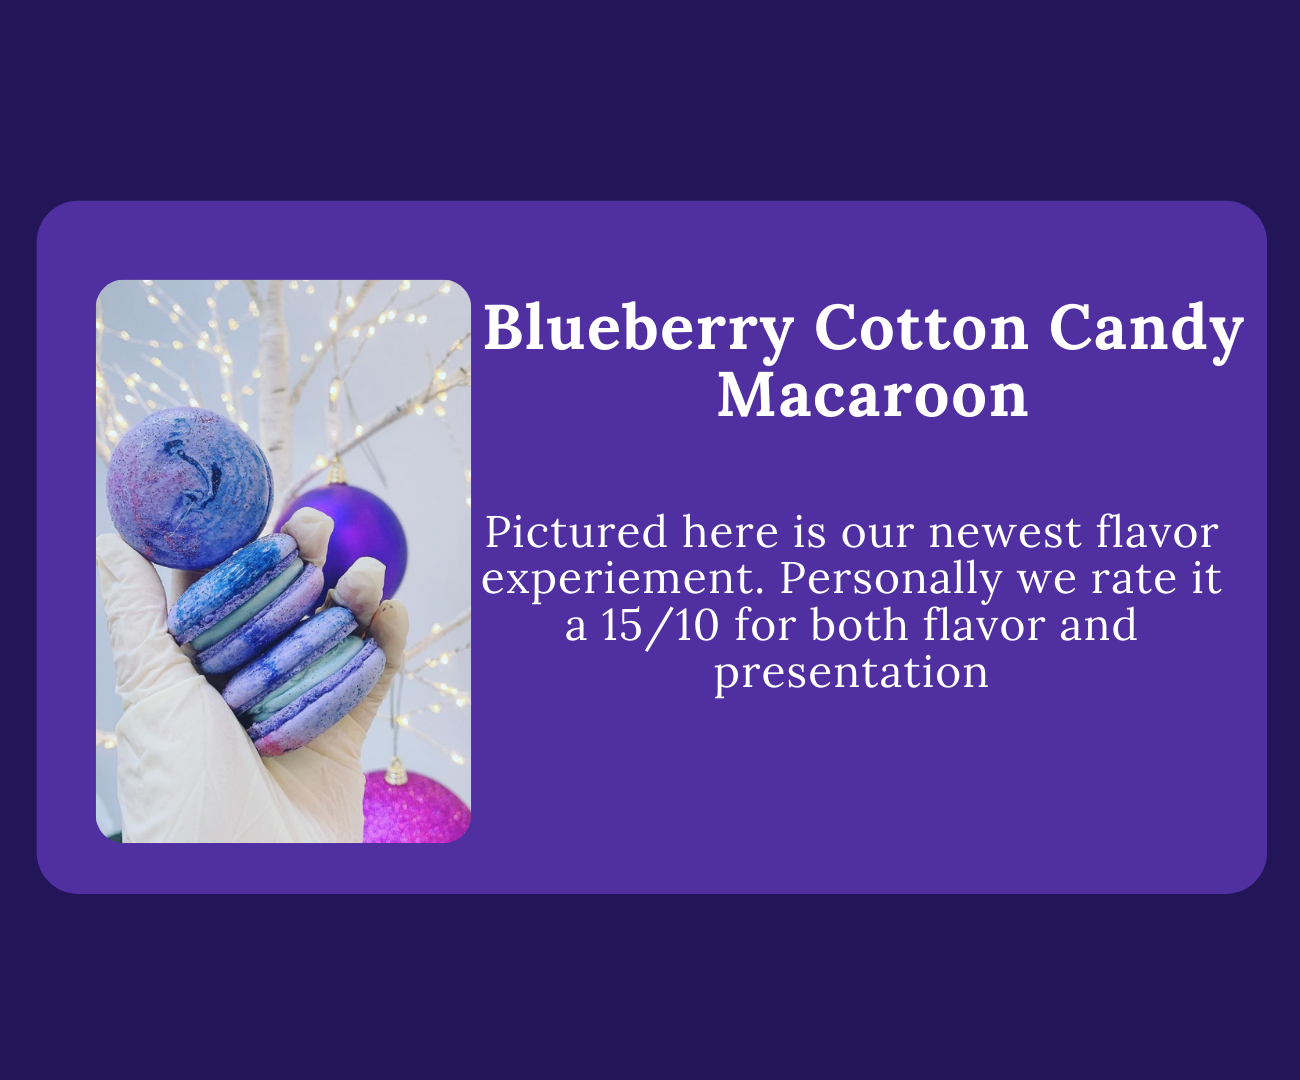 Blueberry Cotton Candy
Macaroon
Pictured here is our newest flavor
experiement. Personally we rate it
a 15/10 for both flavor and
presentation